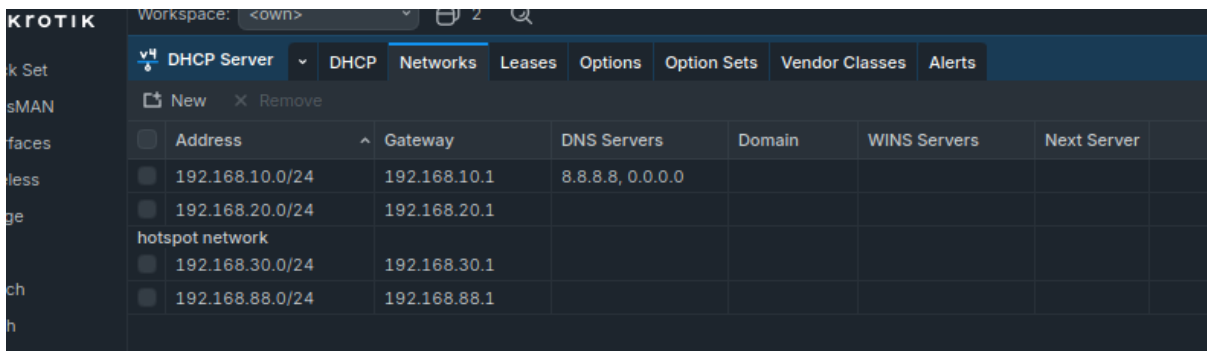 KROTIK
Workspace: <own> 2
DHCP Server DHCP Networks Leases Options Option Sets Vendor Classes Alerts
k Set
New Remove
sMAN
Address Gateway DNS Servers Domain WINS Servers Next Server
rfaces
192.168.10.0/24 192.168.10.1 8.8.8.8, 0.0.0.0
less
192.168.20.0/24 192.168.20.1
ge
hotspot network
192.168.30.0/24 192.168.30.1
ch
192.168.88.0/24 192.168.88.1
h